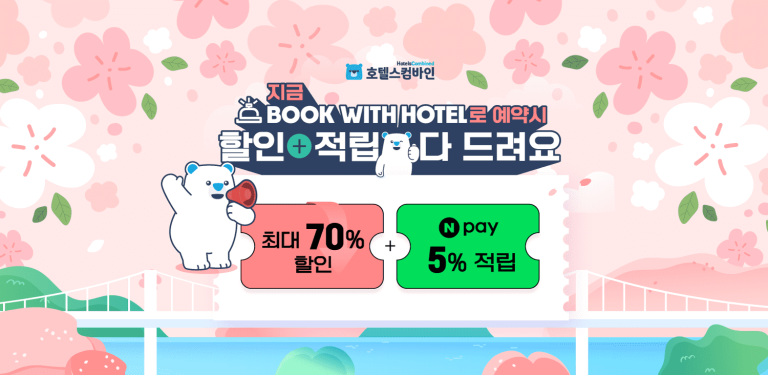 HotelsCombined
호텔스컴바인
지금
BOOK WITH HOTEL로 예약시
할인+적립 다 드려요
최대 70%
할인
+
N pay
5% 적립